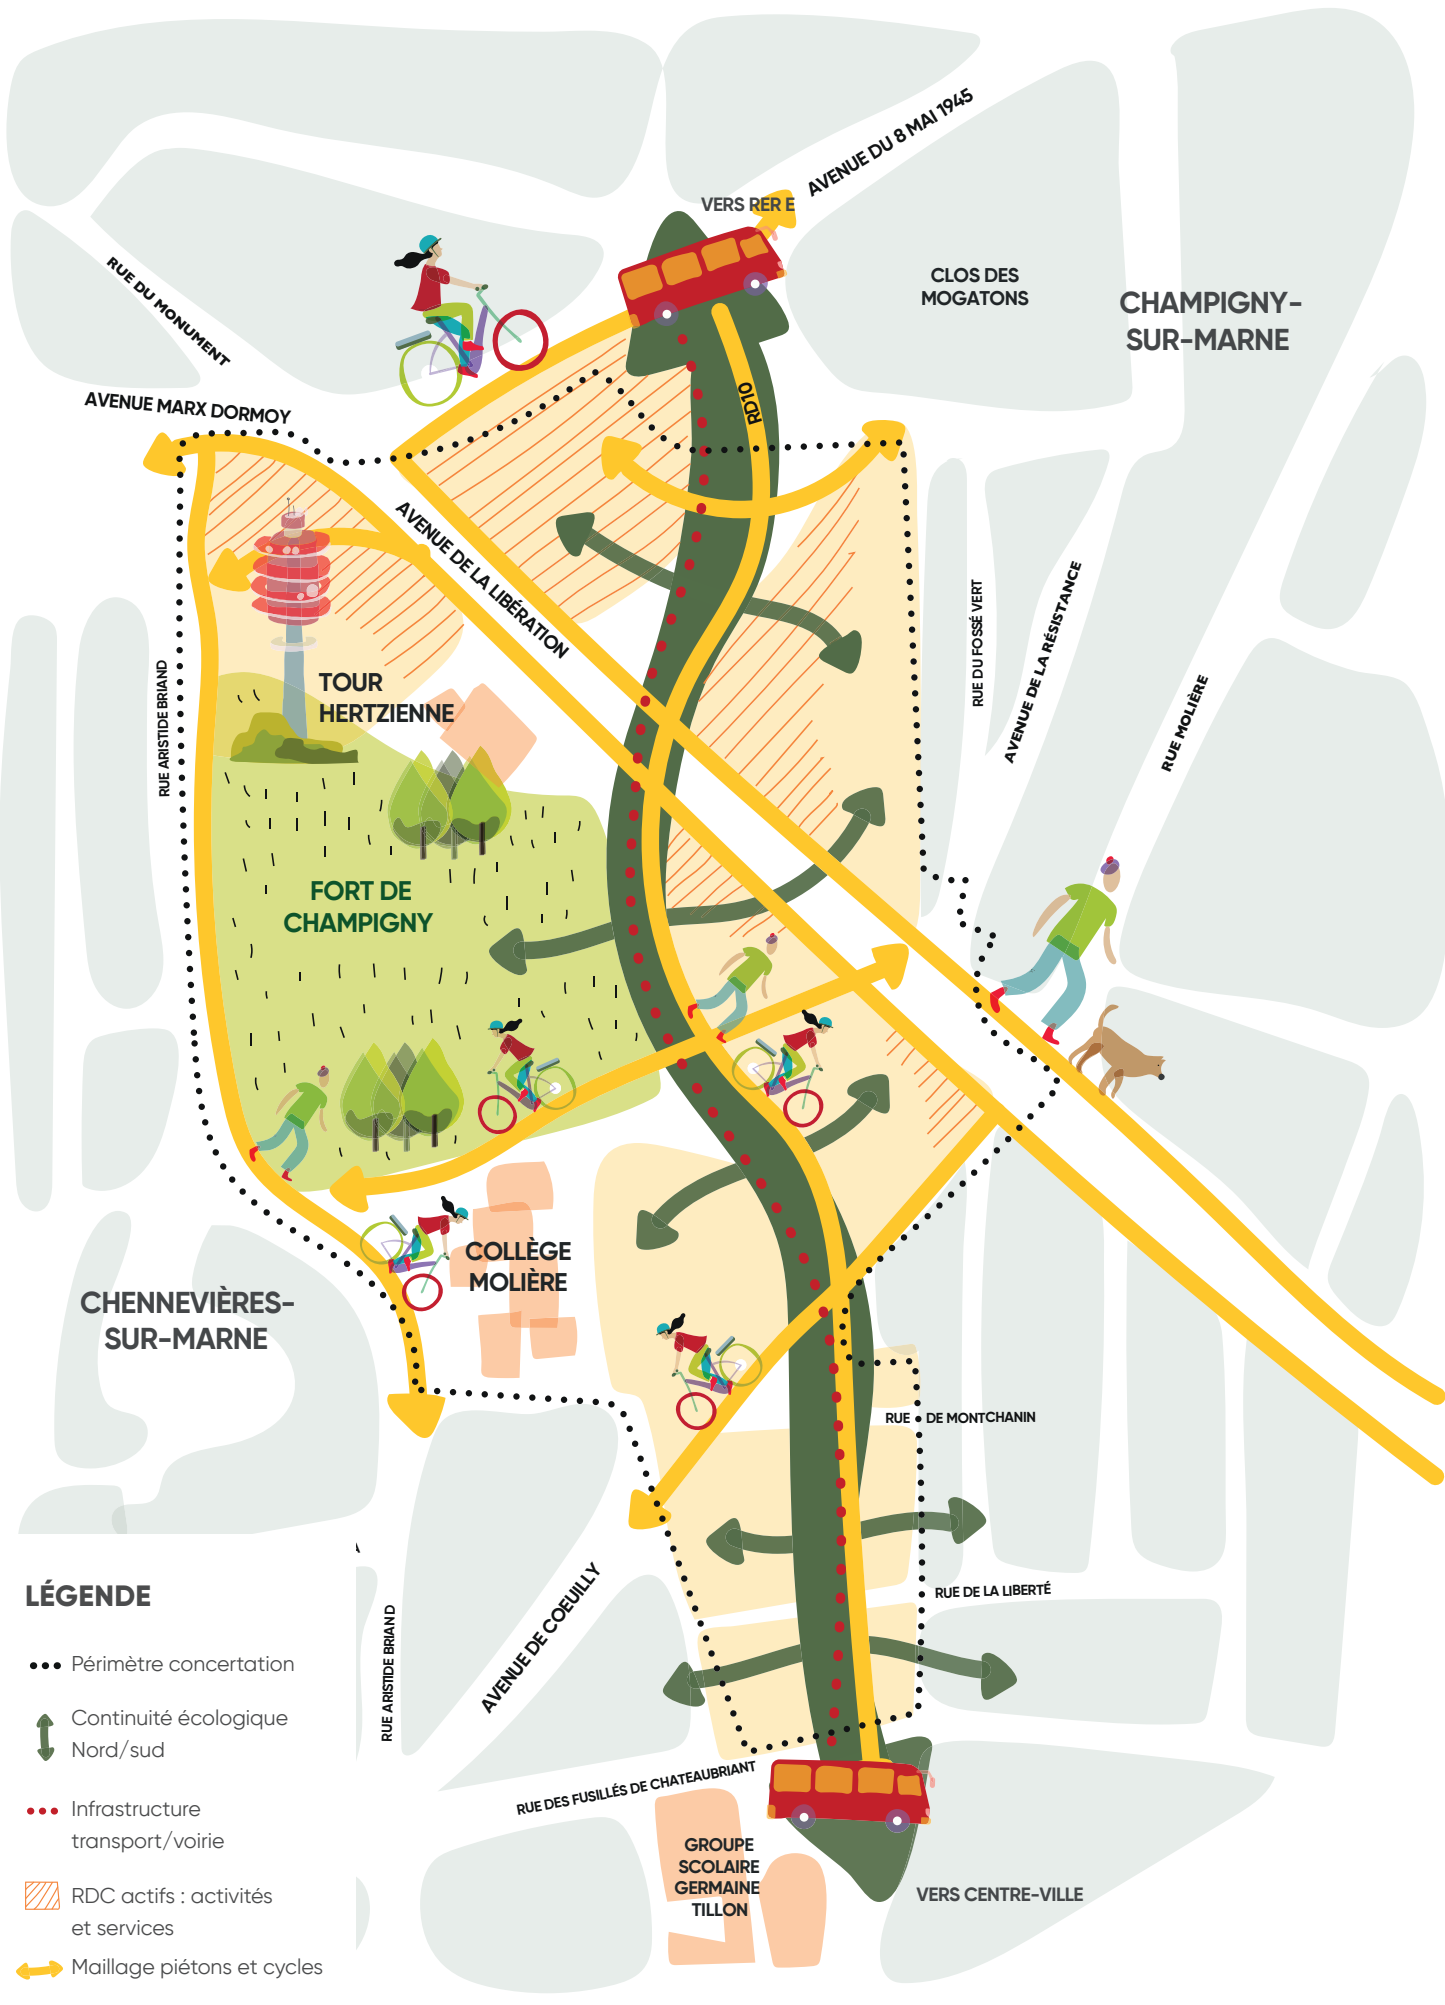 AVENUE DU 8 MAI 1945
VERS RER E
CLOS DES
MOGATONS
CHAMPIGNY-
SUR-MARNE
RUE DU MONUMENT
AVENUE MARX DORMOY
RD10
AVENUE DE LA LIBÉRATION
RUE DU FOSSÉ VERT
AVENUE DE LA RÉSISTANCE
RUE MOLIÈRE
RUE ARISTIDE BRIAND
TOUR
HERTZIENNE
FORT DE
CHAMPIGNY
COLLÈGE
MOLIÈRE
CHENNEVIÈRES-
SUR-MARNE
RUE DE MONTCHANIN
RUE DE LA LIBERTÉ
AVENUE DE COEUILLY
RUE ARISTIDE BRIAND
RUE DES FUSILLÉS DE CHATEAUBRIANT
GROUPE
SCOLAIRE
GERMAINE
TILLON
VERS CENTRE-VILLE
LÉGENDE
Périmètre concertation
Continuité écologique
Nord/sud
Infrastructure
transport/voirie
RDC actifs : activités
et services
Maillage piétons et cycles